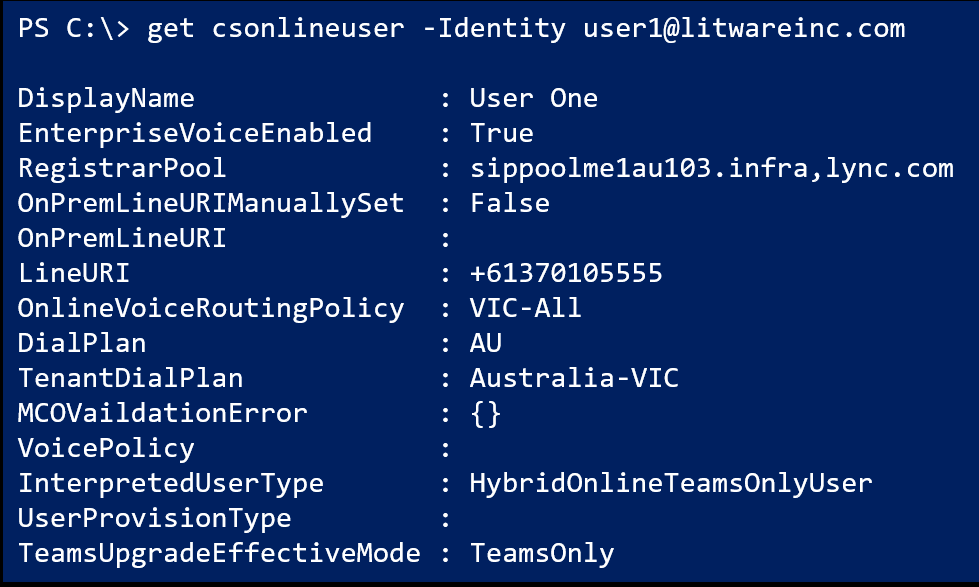 PS C:\> get csonlineuser -Identity user1@litwareinc.com
DisplayName : User One
EnterpriseVoiceEnabled : True
RegistrarPool : sippoolme1au103.infra,lync.com
OnPremLineURIManuallySet : False
OnPremLineURI :
LineURI : +61370105555
OnlineVoiceRoutingPolicy : VIC-All
DialPlan : AU
TenantDialPlan : Australia-VIC
MCOVaildationError : {}
VoicePolicy :
InterpretedUserType : HybridOnlineTeamsOnlyUser
UserProvisionType :
TeamsUpgradeEffectiveMode : TeamsOnly